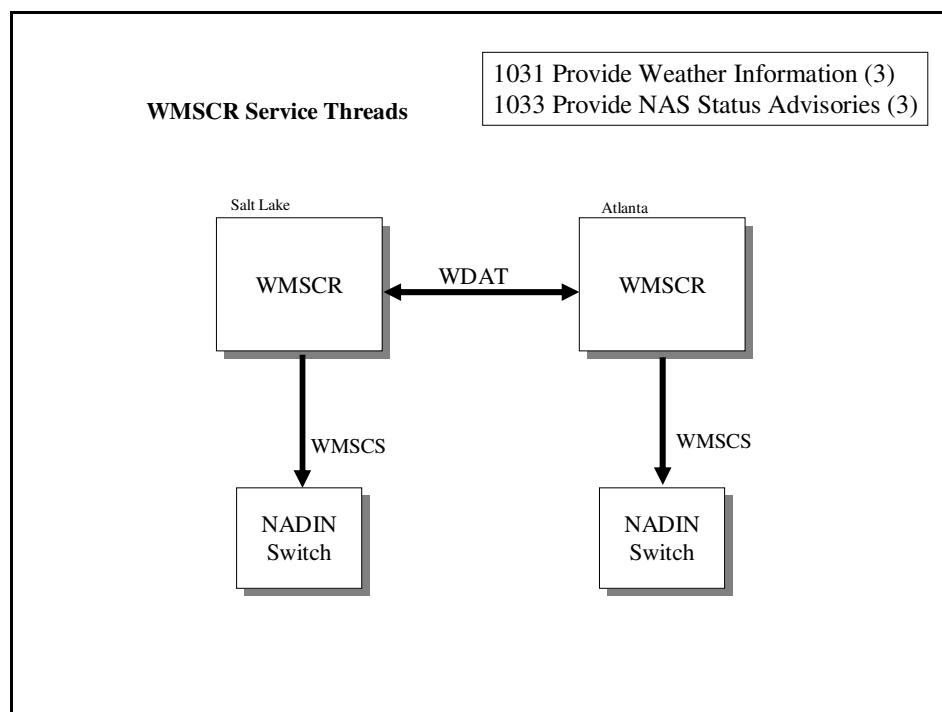 1031 Provide Weather Information (3)
1033 Provide NAS Status Advisories (3)
WMSCR Service Threads
Salt Lake
Atlanta
WMSCR
WDAT
WMSCR
WMSCS
WMSCS
NADIN
Switch
NADIN
Switch